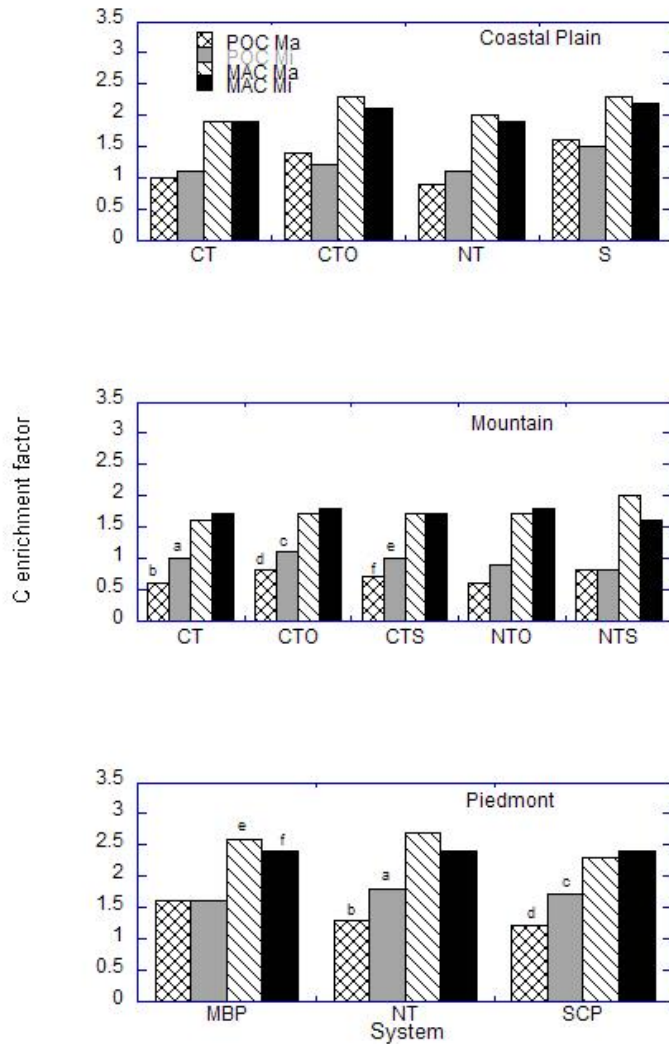 3.5
3
2.5
2
1.5
1
0.5
0
POC Ma
POC Mi
MAC Ma
MAC Mi
Coastal Plain
CT CTO NT S
C enrichment factor
3.5
3
2.5
2
1.5
1
0.5
0
Mountain
b a d c f e
CT CTO CTS NTO NTS
3.5
3
2.5
2
1.5
1
0.5
0
Piedmont
e f b a d c
MBP NT SCP
System